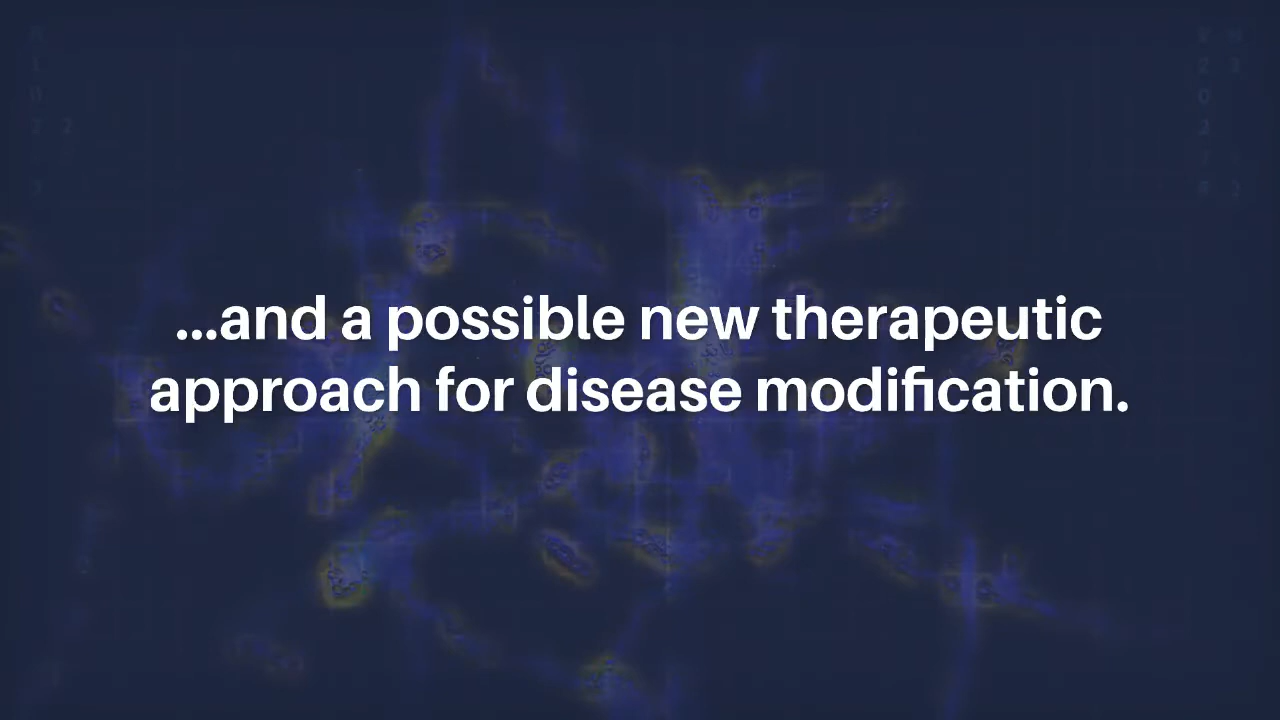 ...and a possible new therapeutic
approach for disease modification.